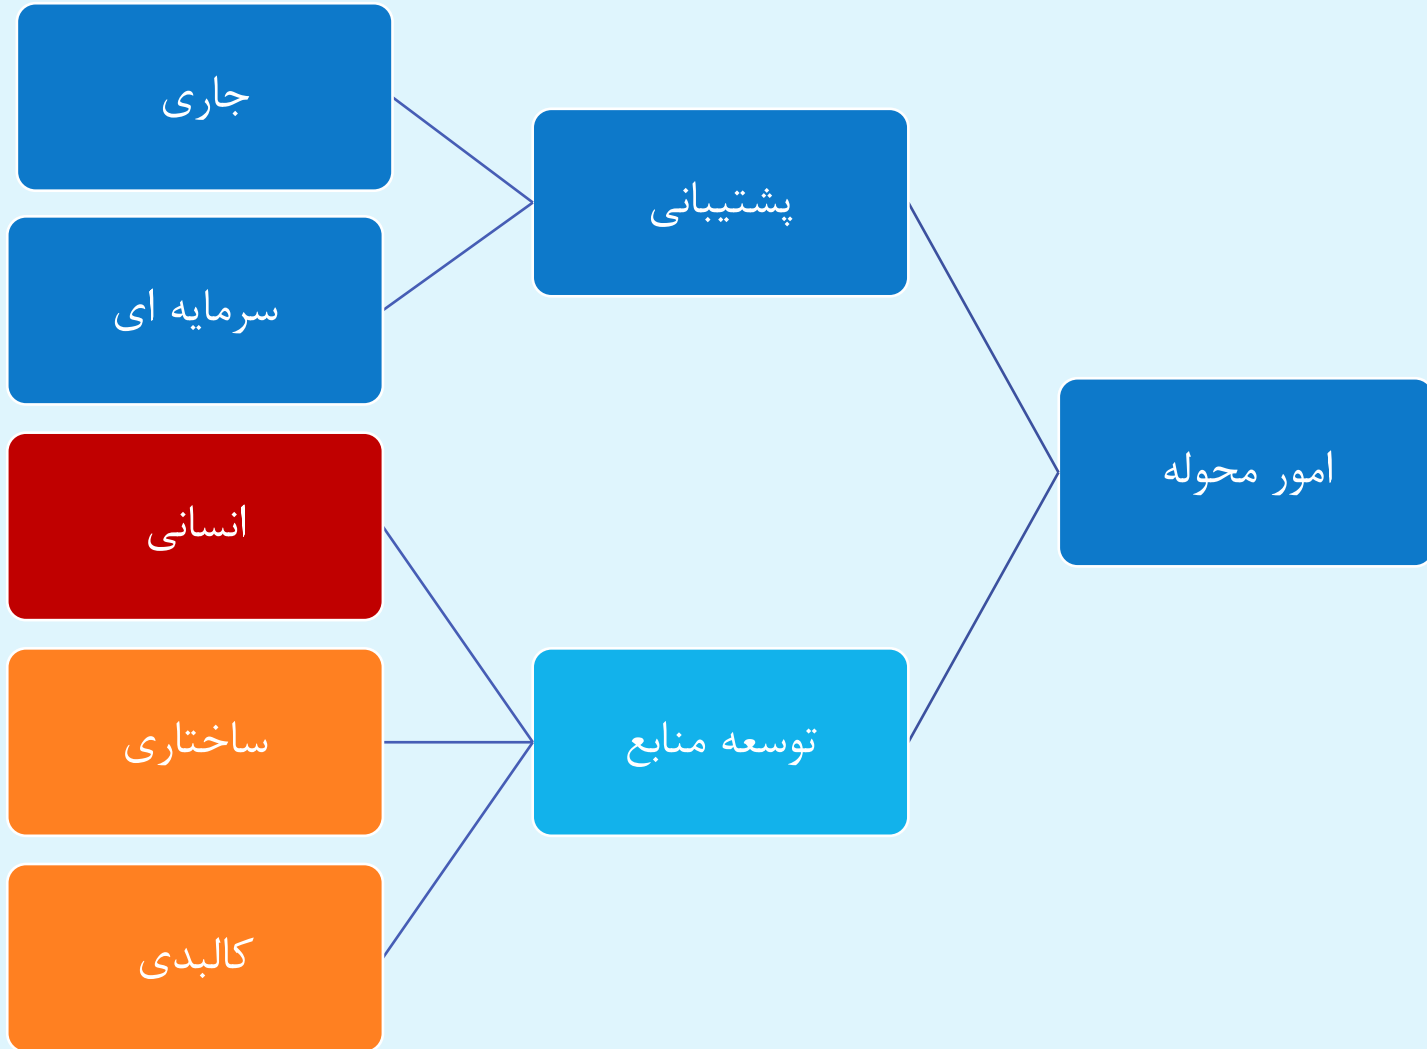 امور محوله
پشتیبانی
جاری
سرمایه ای
توسعه منابع
انسانی
ساختاری
کالبدی